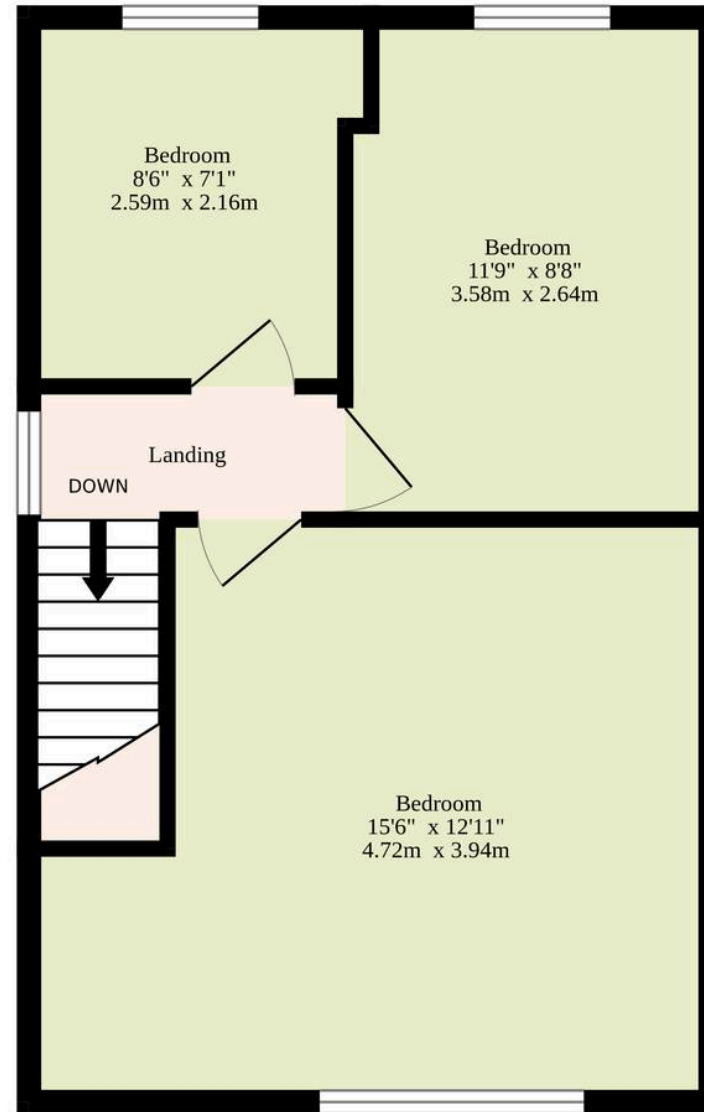 Bedroom
8'6" x 7'1"
2.59m x 2.16m
Bedroom
11'9" x 8'8"
3.58m x 2.64m
Landing
DOWN
Bedroom
15'6" x 12'11"
4.72m x 3.94m